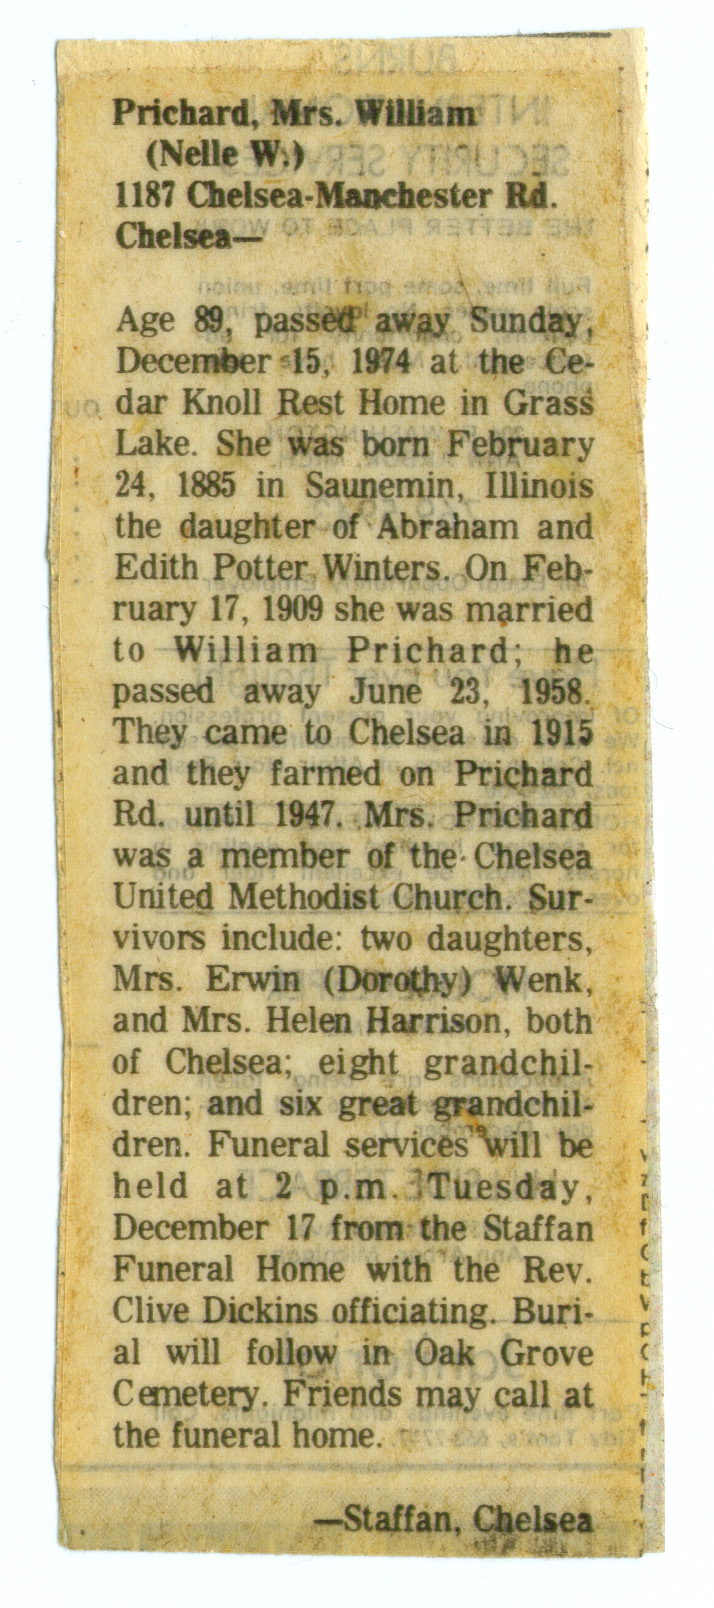 Prichard, Mrs. William
(Nelle W.)
1187 Chelsea-Manchester Rd.
Chelsea—
Age 89, passed away Sunday,
December 15, 1974 at the Ce-
dar Knoll Rest Home in Grass
Lake. She was born February
24, 1885 in Saunemin, Illinois
the daughter of Abraham and
Edith Potter Winters. On Feb-
ruary 17, 1909 she was married
to William Prichard; he
passed away June 23, 1958.
They came to Chelsea in 1915
and they farmed on Prichard
Rd. until 1947. Mrs. Prichard
was a member of the Chelsea
United Methodist Church. Sur-
vivors include: two daughters,
Mrs. Erwin (Dorothy) Wenk,
and Mrs. Helen Harrison, both
of Chelsea; eight grandchil-
dren; and six great grandchil-
dren. Funeral services will be
held at 2 p.m. Tuesday,
December 17 from the Staffan
Funeral Home with the Rev.
Clive Dickins officiating. Buri-
al will follow in Oak Grove
Cemetery. Friends may call at
the funeral home.
—Staffan, Chelsea